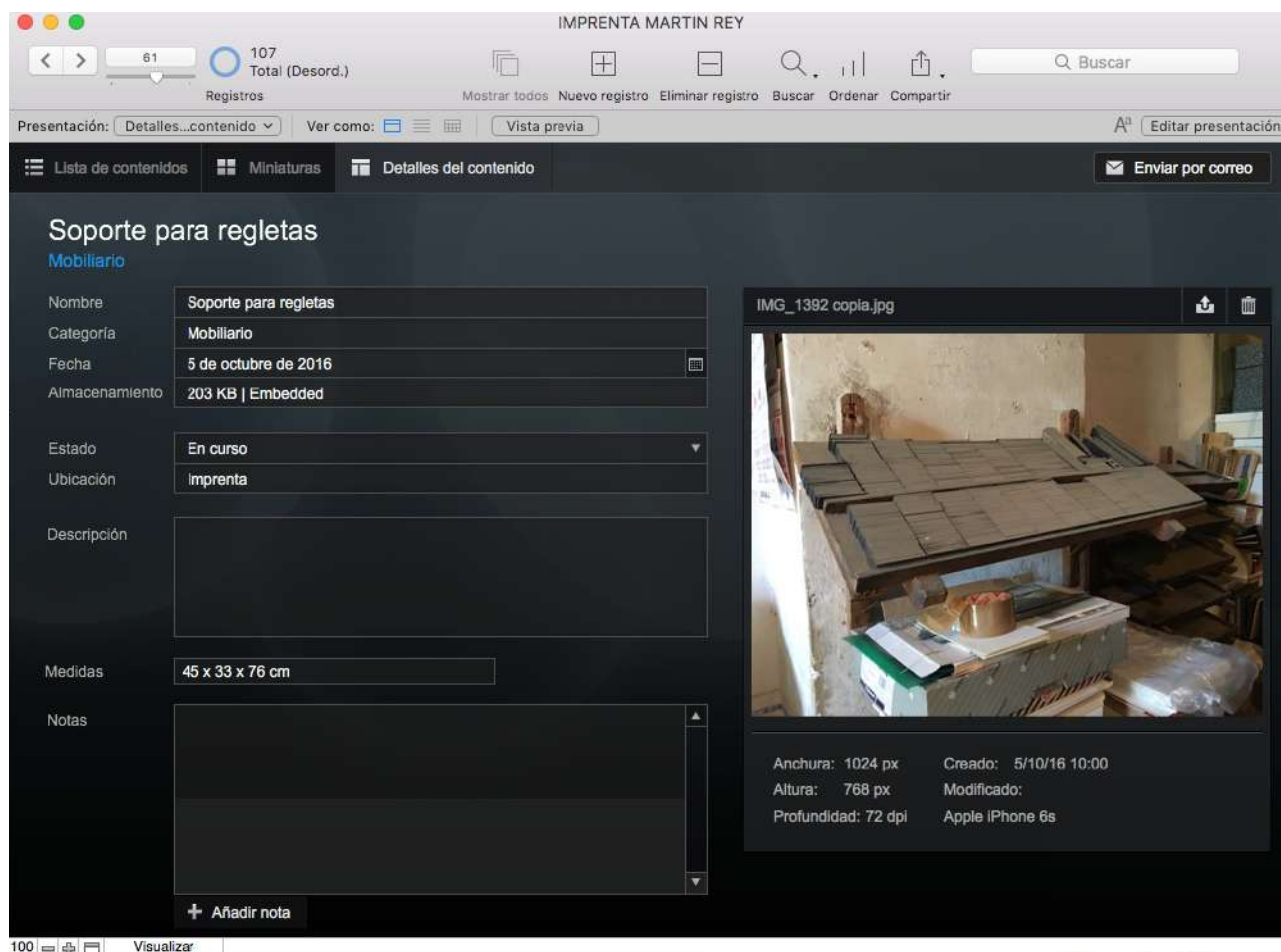 IMPRENTA MARTIN REY
61
107
Total (Desord.)
Registros
Mostrar todos Nuevo registro Eliminar registro Buscar Ordenar Compartir
Buscar
Presentación: Detalles...contenido Ver como: Vista previa Aa Editar presentación
Lista de contenidos Miniaturas Detalles del contenido Enviar por correo
Soporte para regletas
Mobiliario
Nombre Soporte para regletas
Categoría Mobiliario
Fecha 5 de octubre de 2016
Almacenamiento 203 KB | Embedded
Estado En curso
Ubicación Imprenta
Descripción
Medidas 45 x 33 x 76 cm
Notas
Añadir nota
IMG_1392 copia.jpg
Anchura: 1024 px Creado: 5/10/16 10:00
Altura: 768 px Modificado:
Profundidad: 72 dpi Apple iPhone 6s
100 Visualizar